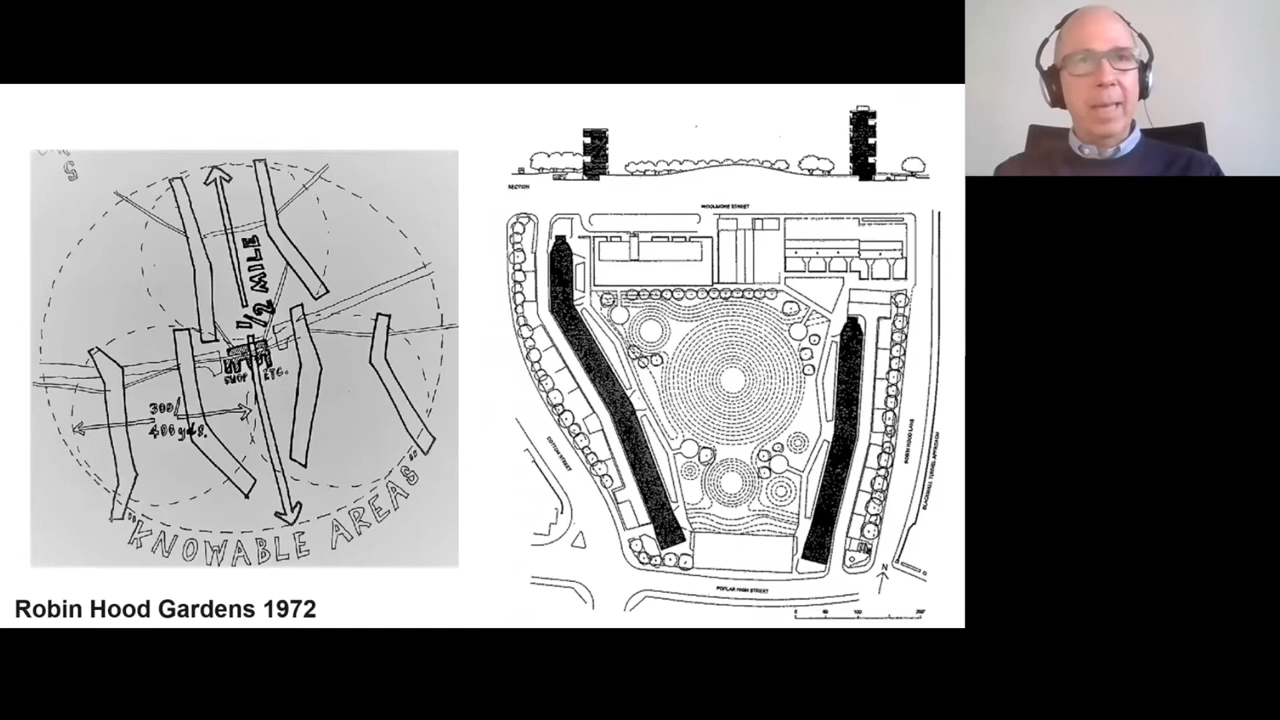 1/2 MILE
SHOP ETC.
300/
400 yds.
"KNOWABLE AREAS"
SECTION
WOOLMORE STREET
COTTON STREET
ROBIN HOOD LANE
BLACKWALL TUNNEL APPROACH
N
POPLAR HIGH STREET
Robin Hood Gardens 1972